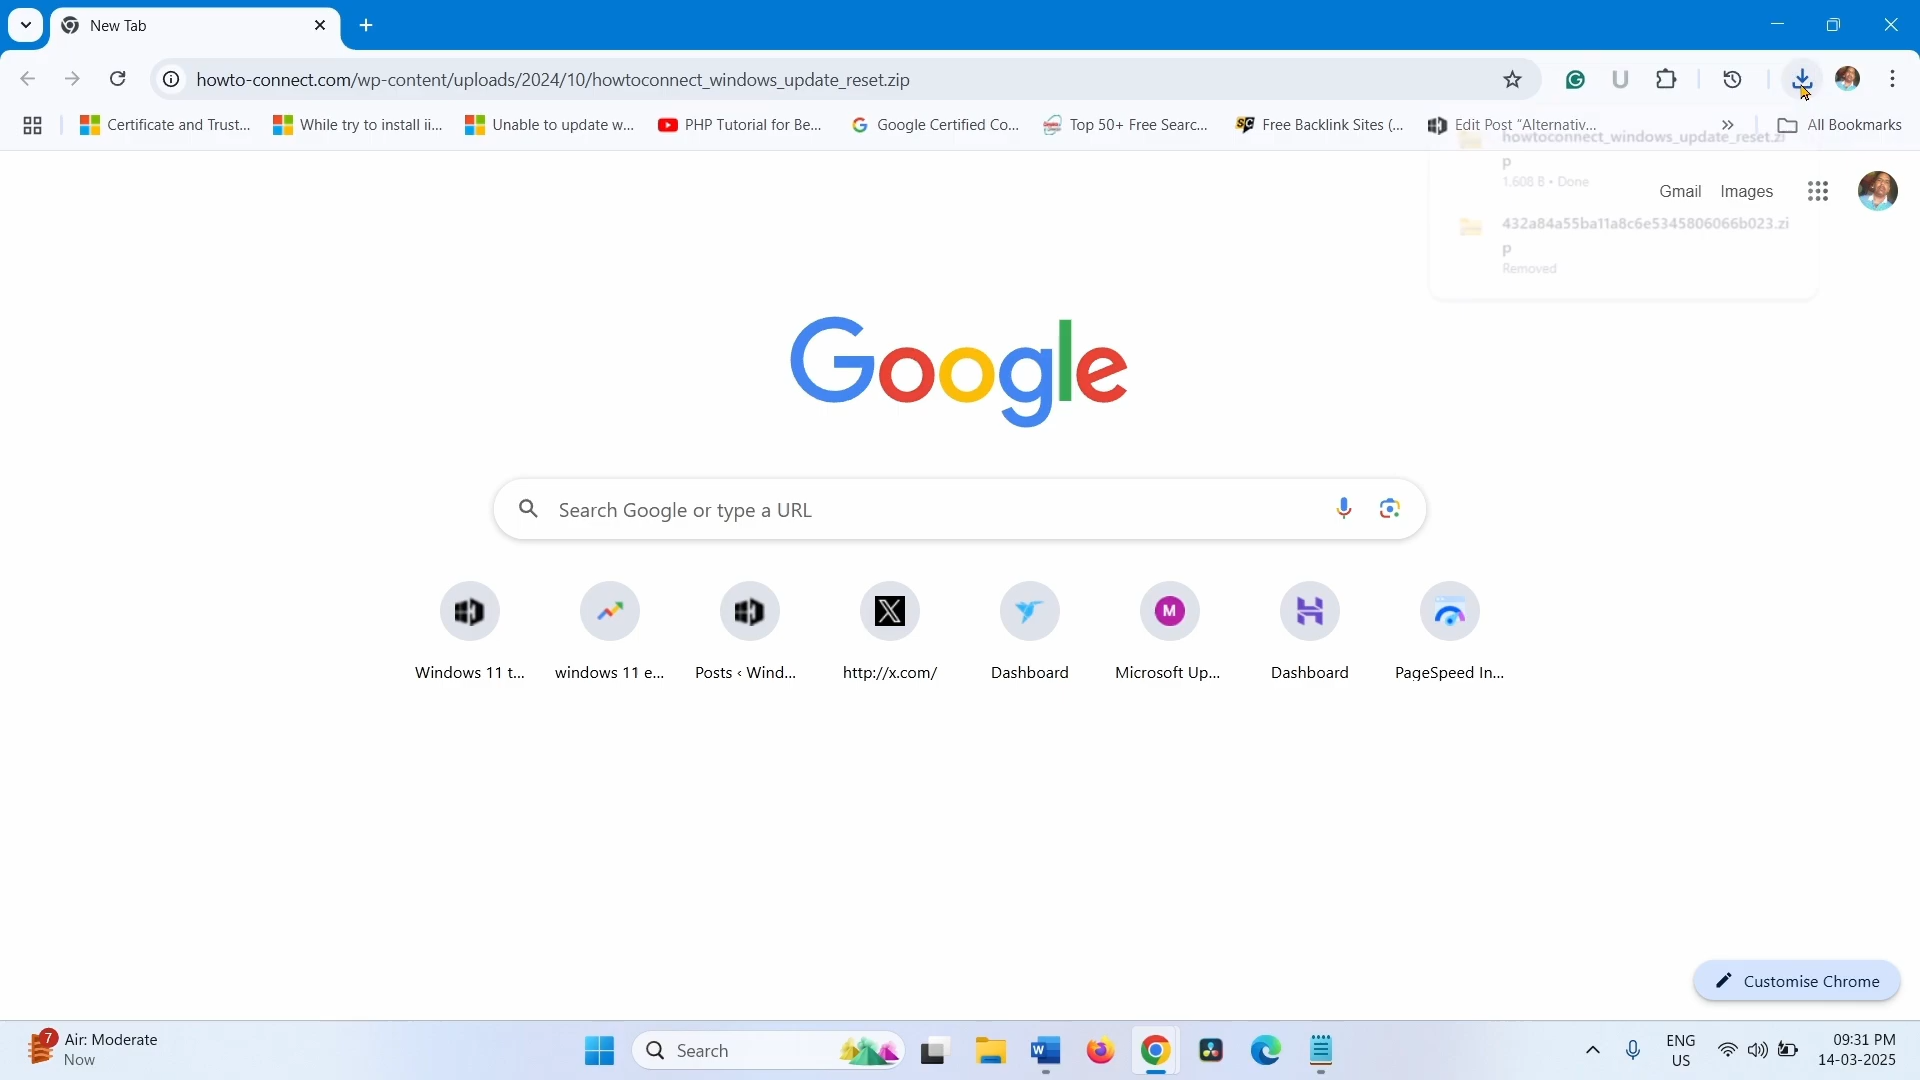 New Tab
howto-connect.com/wp-content/uploads/2024/10/howtoconnect_windows_update_reset.zip
Certificate and Trust... While try to install ii... Unable to update w... PHP Tutorial for Be... Google Certified Co... Top 50+ Free Searc... Free Backlink Sites (... Edit Post "Alternativ... » All Bookmarks
howtoconnect_windows_update_reset.zi
p
1,608 B • Done
Gmail Images
432a84a55ba11a8c6e5345806066b023.zi
p
Removed
Google
Search Google or type a URL
M
Windows 11 t... windows 11 e... Posts ‹ Wind... http://x.com/ Dashboard Microsoft Up... Dashboard PageSpeed In...
Customise Chrome
7
Air: Moderate
Now
Search
ENG
US
09:31 PM
14-03-2025